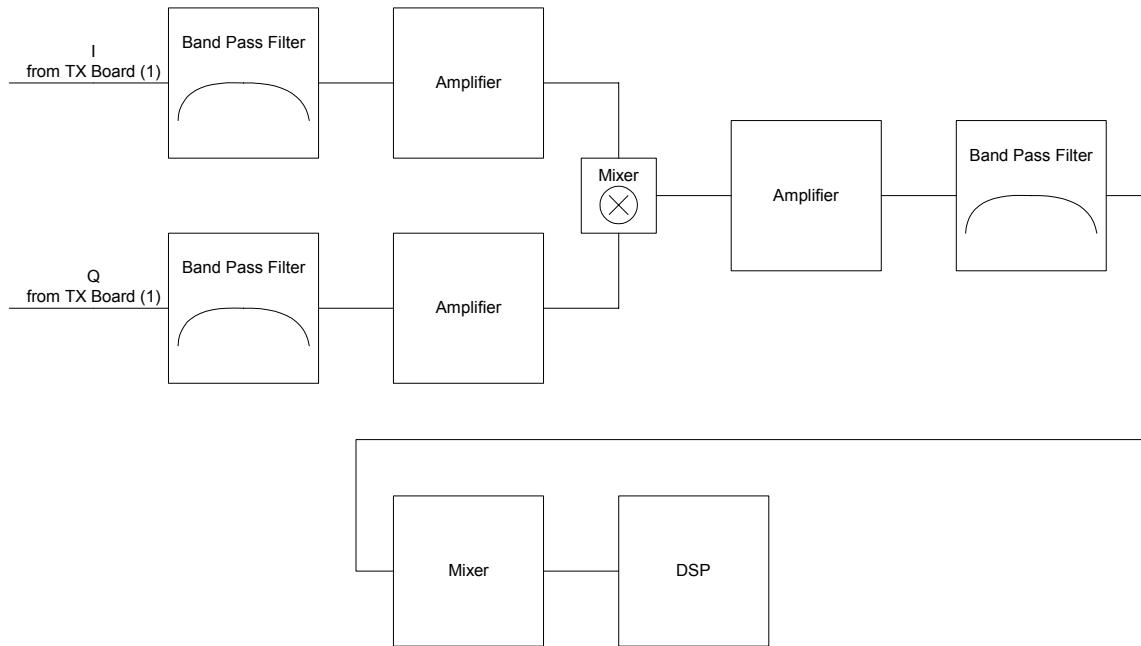 I
from TX Board (1)
Band Pass Filter
Amplifier
Mixer
Amplifier
Band Pass Filter
Q
from TX Board (1)
Band Pass Filter
Amplifier
Mixer
DSP